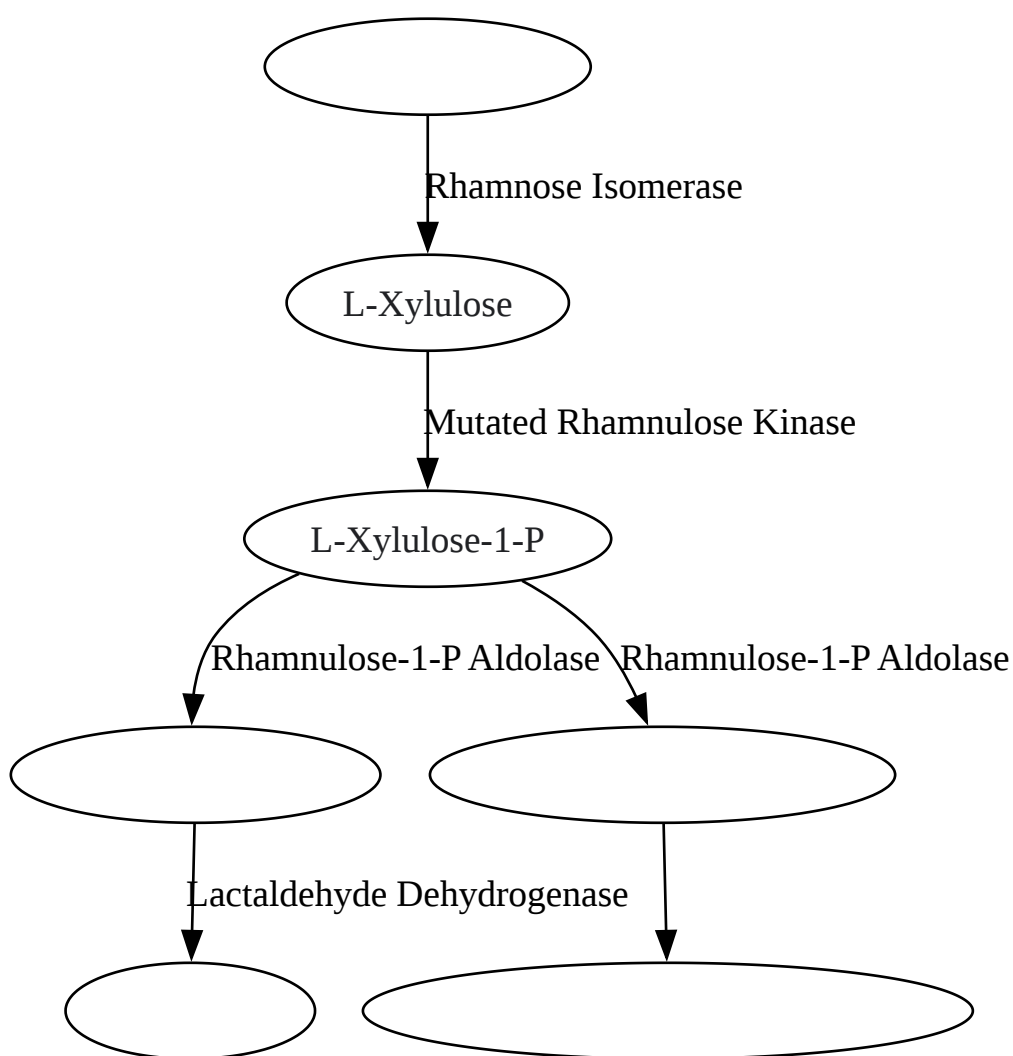 Rhamnose Isomerase
L-Xylulose
Mutated Rhamnulose Kinase
L-Xylulose-1-P
Rhamnulose-1-P Aldolase
Rhamnulose-1-P Aldolase
Lactaldehyde Dehydrogenase